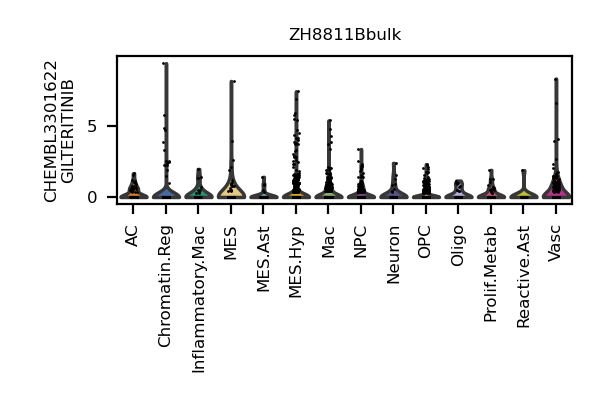 ZH8811Bbulk
CHEMBL3301622
GILTERITINIB
5
0
AC
Chromatin.Reg
Inflammatory.Mac
MES
MES.Ast
MES.Hyp
Mac
NPC
Neuron
OPC
Oligo
Prolif.Metab
Reactive.Ast
Vasc